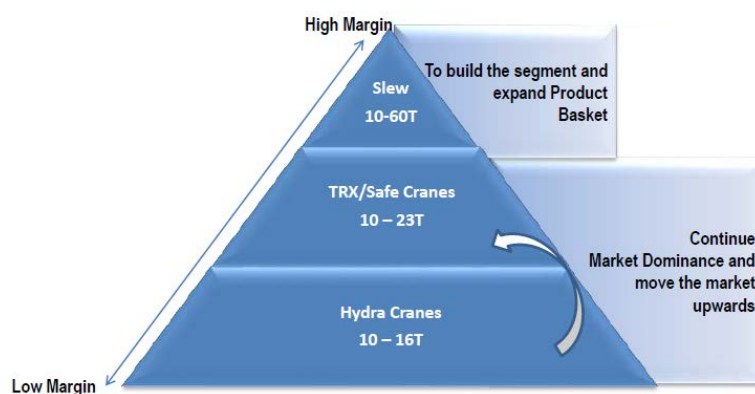 High Margin
Slew
10-60T
To build the segment and
expand Product
Basket
TRX/Safe Cranes
10 – 23T
Continue
Market Dominance and
move the market
upwards
Hydra Cranes
10 – 16T
Low Margin